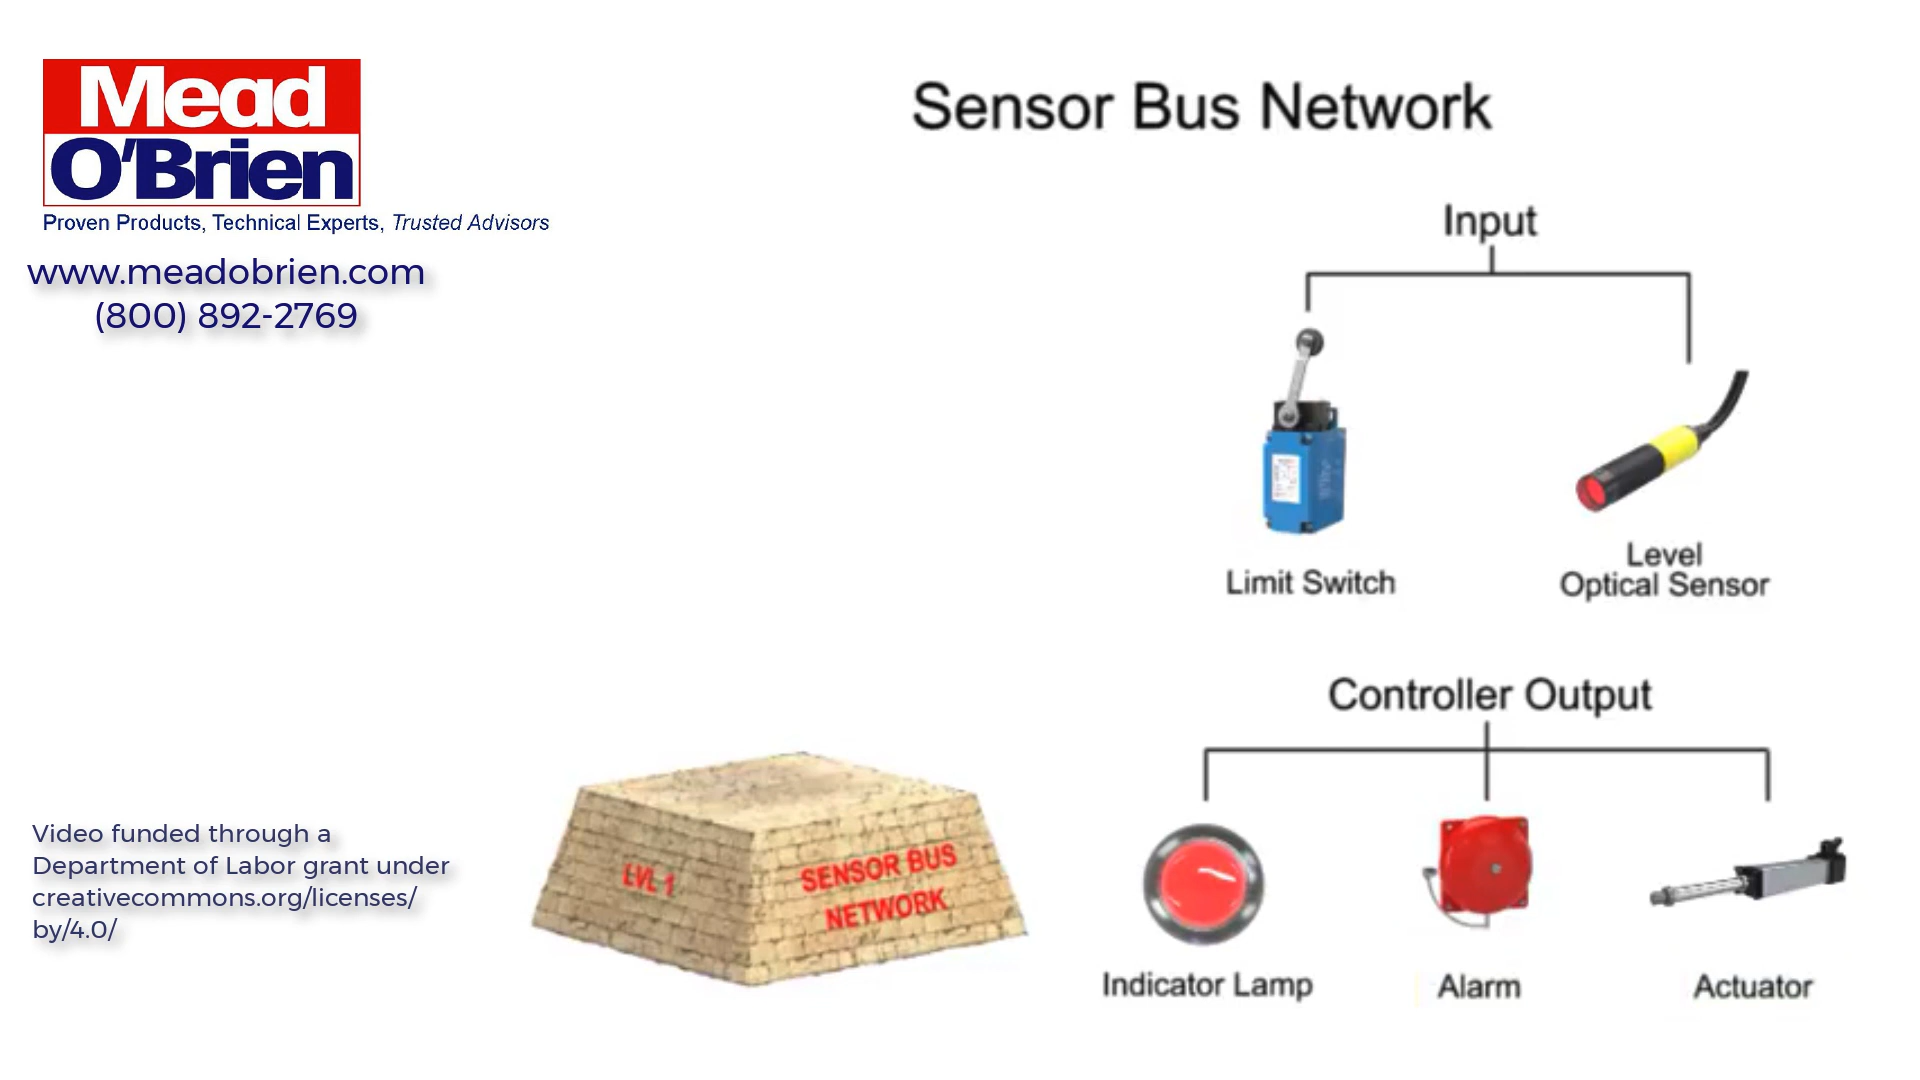 Mead
O'Brien
Proven Products, Technical Experts, Trusted Advisors
www.meadobrien.com
(800) 892-2769
Sensor Bus Network
Input
Limit Switch
Level
Optical Sensor
Controller Output
Indicator Lamp
Alarm
Actuator
LVL 1
SENSOR BUS
NETWORK
Video funded through a
Department of Labor grant under
creativecommons.org/licenses/
by/4.0/